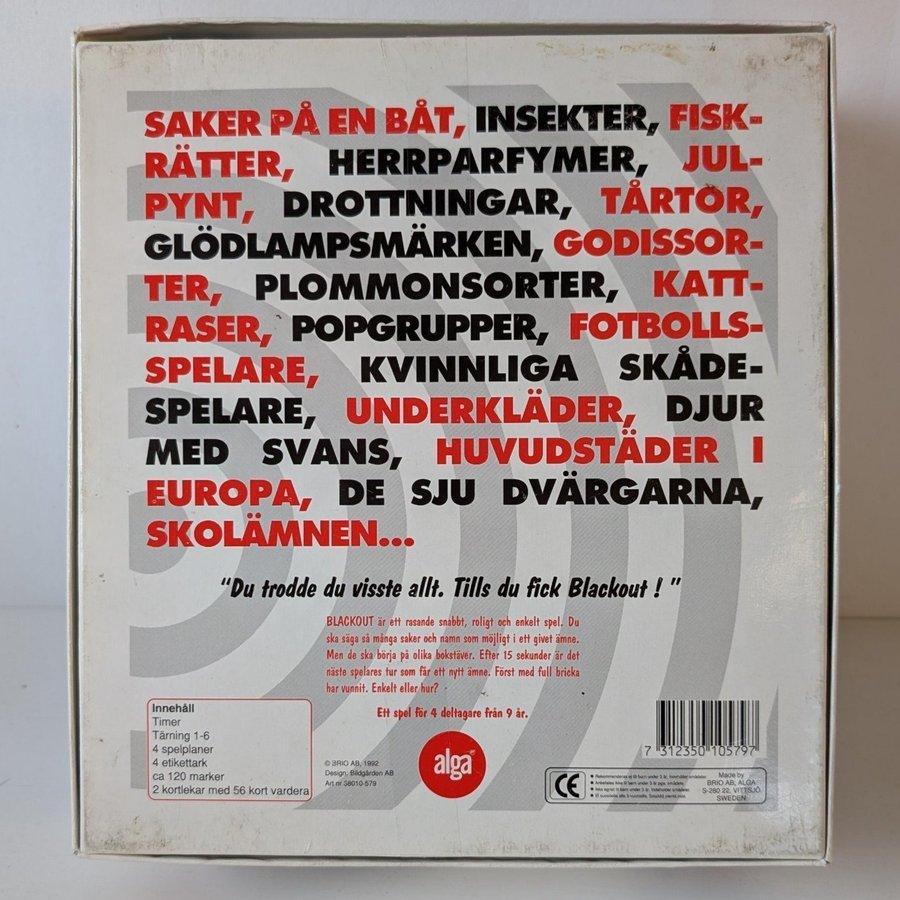 SAKER PÅ EN BÅT, INSEKTER, FISK-
RÄTTER, HERRPARFYMER, JUL-
PYNT, DROTTNINGAR, TÅRTOR,
GLÖDLAMPSMÄRKEN, GODISSOR-
TER, PLOMMONSORTER, KATT-
RASER, POPGRUPPER, FOTBOLLS-
SPELARE, KVINNLIGA SKÅDE-
SPELARE, UNDERKLÄDER, DJUR
MED SVANS, HUVUDSTÄDER I
EUROPA, DE SJU DVÄRGARNA,
SKOLÄMNEN...
"Du trodde du visste allt. Tills du fick Blackout ! "
BLACKOUT är ett rasande snabbt, roligt och enkelt spel. Du
ska säga så många saker och namn som möjligt i ett givet ämne.
Men de ska börja på olika bokstäver. Efter 15 sekunder är det
näste spelares tur som får ett nytt ämne. Först med full bricka
har vunnit. Enkelt eller hur?
Ett spel för 4 deltagare från 9 år.
Innehåll
Timer
Tärning 1-6
4 spelplaner
4 etikettark
ca 120 marker
2 kortlekar med 56 kort vardera
© BRIO AB, 1992
Design: Bildgården AB
Art nr 38010-579
alga
7 312350 105797
CE
Made by
BRIO AB, ALGA
S-280 22, VITTSJÖ
SWEDEN